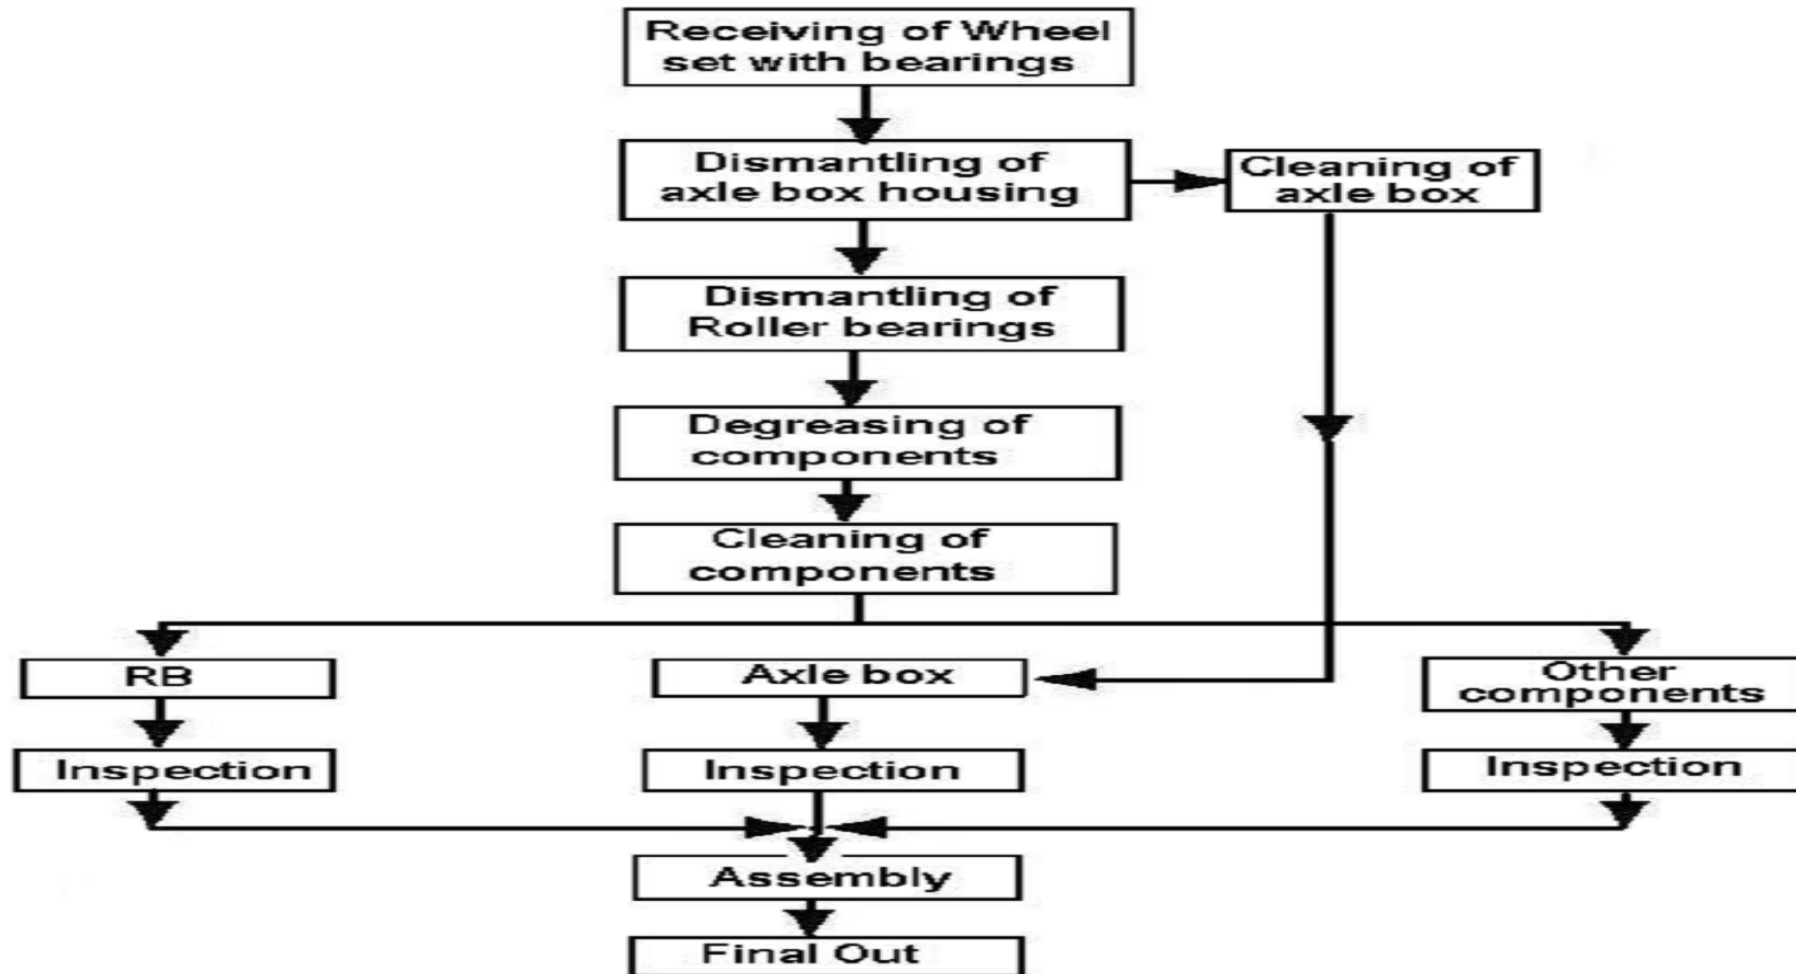 Receiving of Wheel
set with bearings
Dismantling of
axle box housing
Cleaning of
axle box
Dismantling of
Roller bearings
Degreasing of
components
Cleaning of
components
RB
Axle box
Other
components
Inspection
Inspection
Inspection
Assembly
Final Out